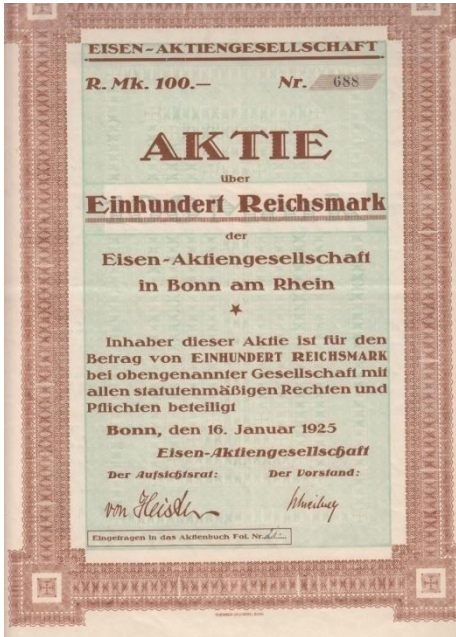 EISEN-AKTIENGESELLSCHAFT
R. Mk. 100.— Nr. 688
AKTIE
über
Einhundert Reichsmark
der
Eisen-Aktiengesellschaft
in Bonn am Rhein
Inhaber dieser Aktie ist für den
Betrag von EINHUNDERT REICHSMARK
bei obengenannter Gesellschaft mit
allen statutenmäßigen Rechten und
Pflichten beteiligt
Bonn, den 16. Januar 1925
Eisen-Aktiengesellschaft
Der Aufsichtsrat: Der Vorstand:
von Heister
Eingetragen in das Aktienbuch Fol. Nr.